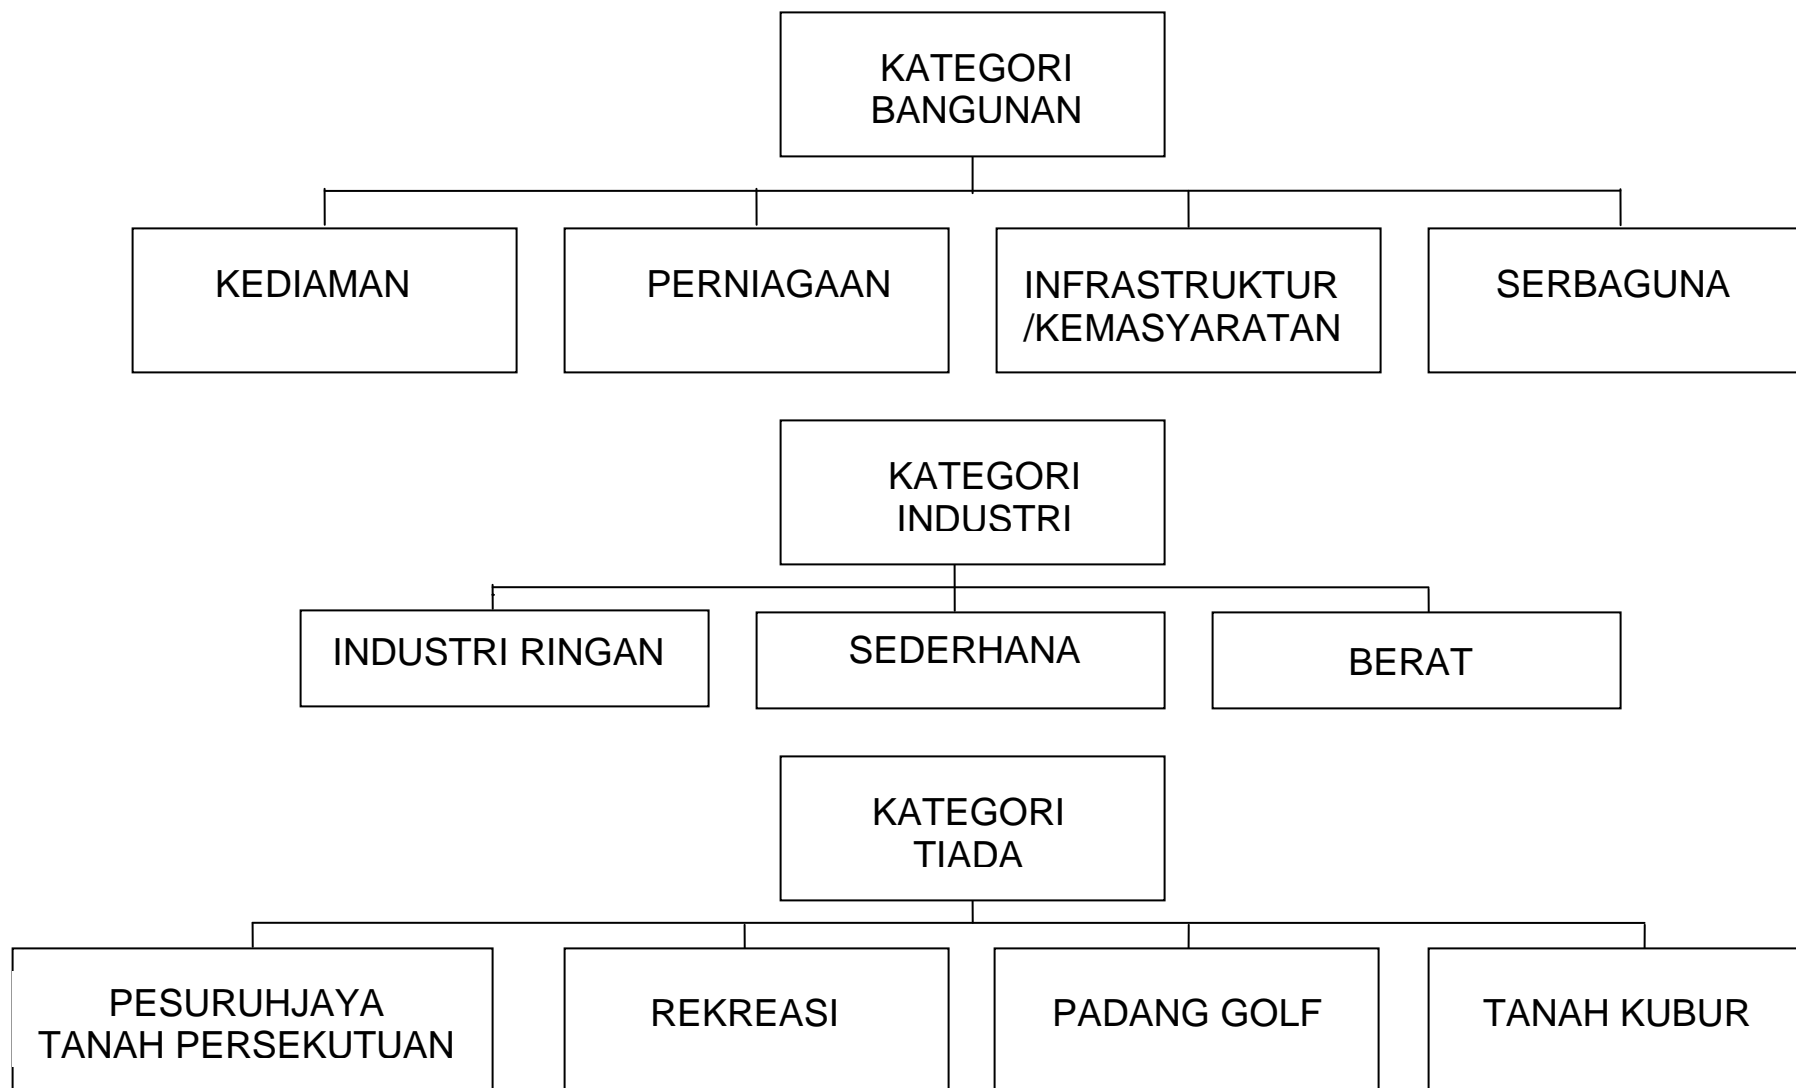 KATEGORI
BANGUNAN
KEDIAMAN
PERNIAGAAN
INFRASTRUKTUR
/KEMASYARATAN
SERBAGUNA
KATEGORI
INDUSTRI
INDUSTRI RINGAN
SEDERHANA
BERAT
KATEGORI
TIADA
PESURUHJAYA
TANAH PERSEKUTUAN
REKREASI
PADANG GOLF
TANAH KUBUR